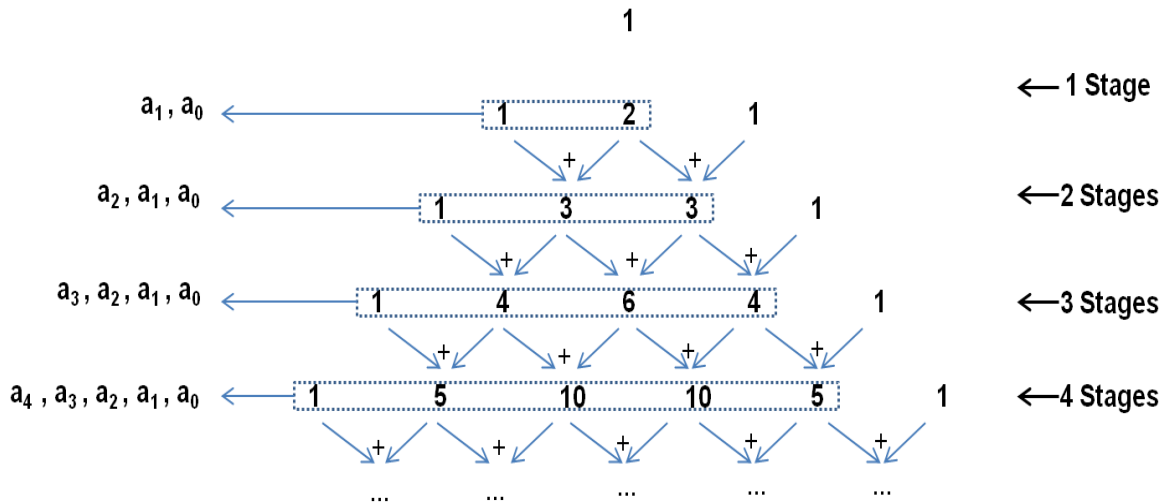 1
← 1 Stage
a₁ , a₀ 1 2 1
+ +
a₂, a₁, a₀ 1 3 3 1 ← 2 Stages
+ + +
a₃, a₂, a₁, a₀ 1 4 6 4 1 ← 3 Stages
+ + + +
a₄ , a₃, a₂, a₁, a₀ 1 5 10 10 5 1 ← 4 Stages
+ + + + +
... ... ... ... ...